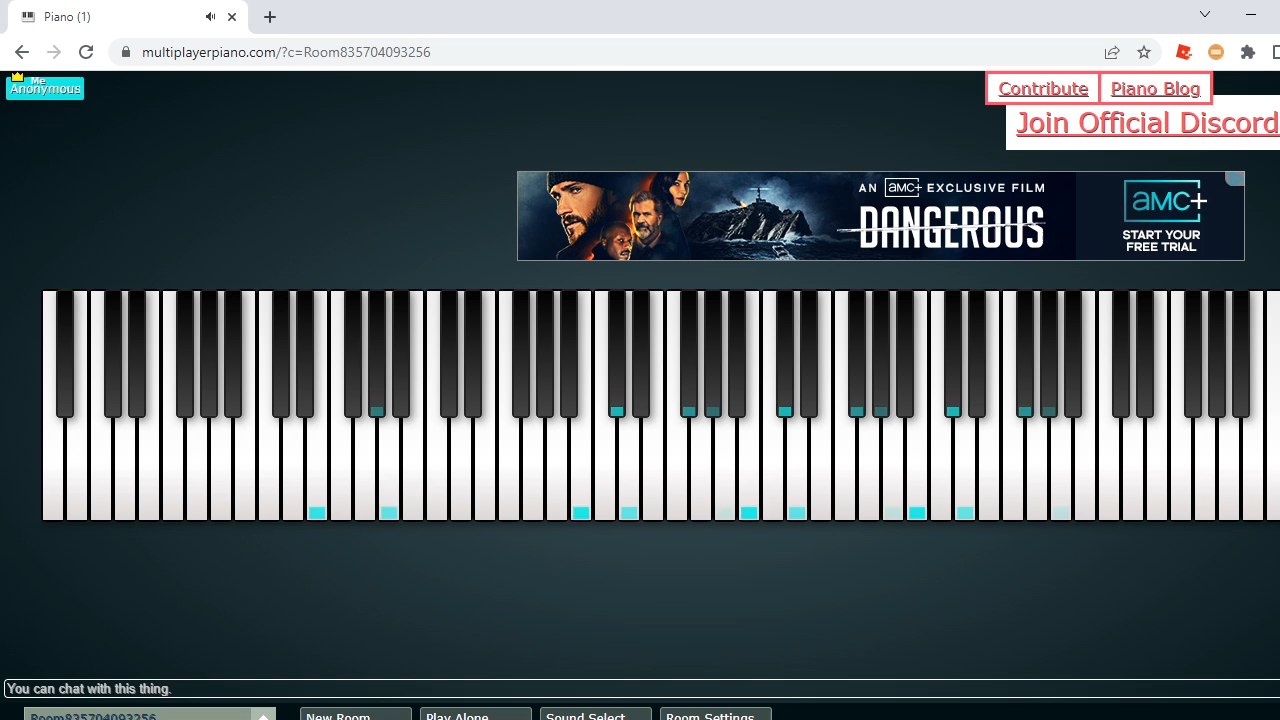 Piano (1)
multiplayerpiano.com/?c=Room835704093256
Me
Anonymous
Contribute
Piano Blog
Join Official Discord
AN AMC+ EXCLUSIVE FILM
DANGEROUS
aMC+
START YOUR
FREE TRIAL
You can chat with this thing.
Room835704093256
New Room
Play Alone
Sound Select
Room Settings